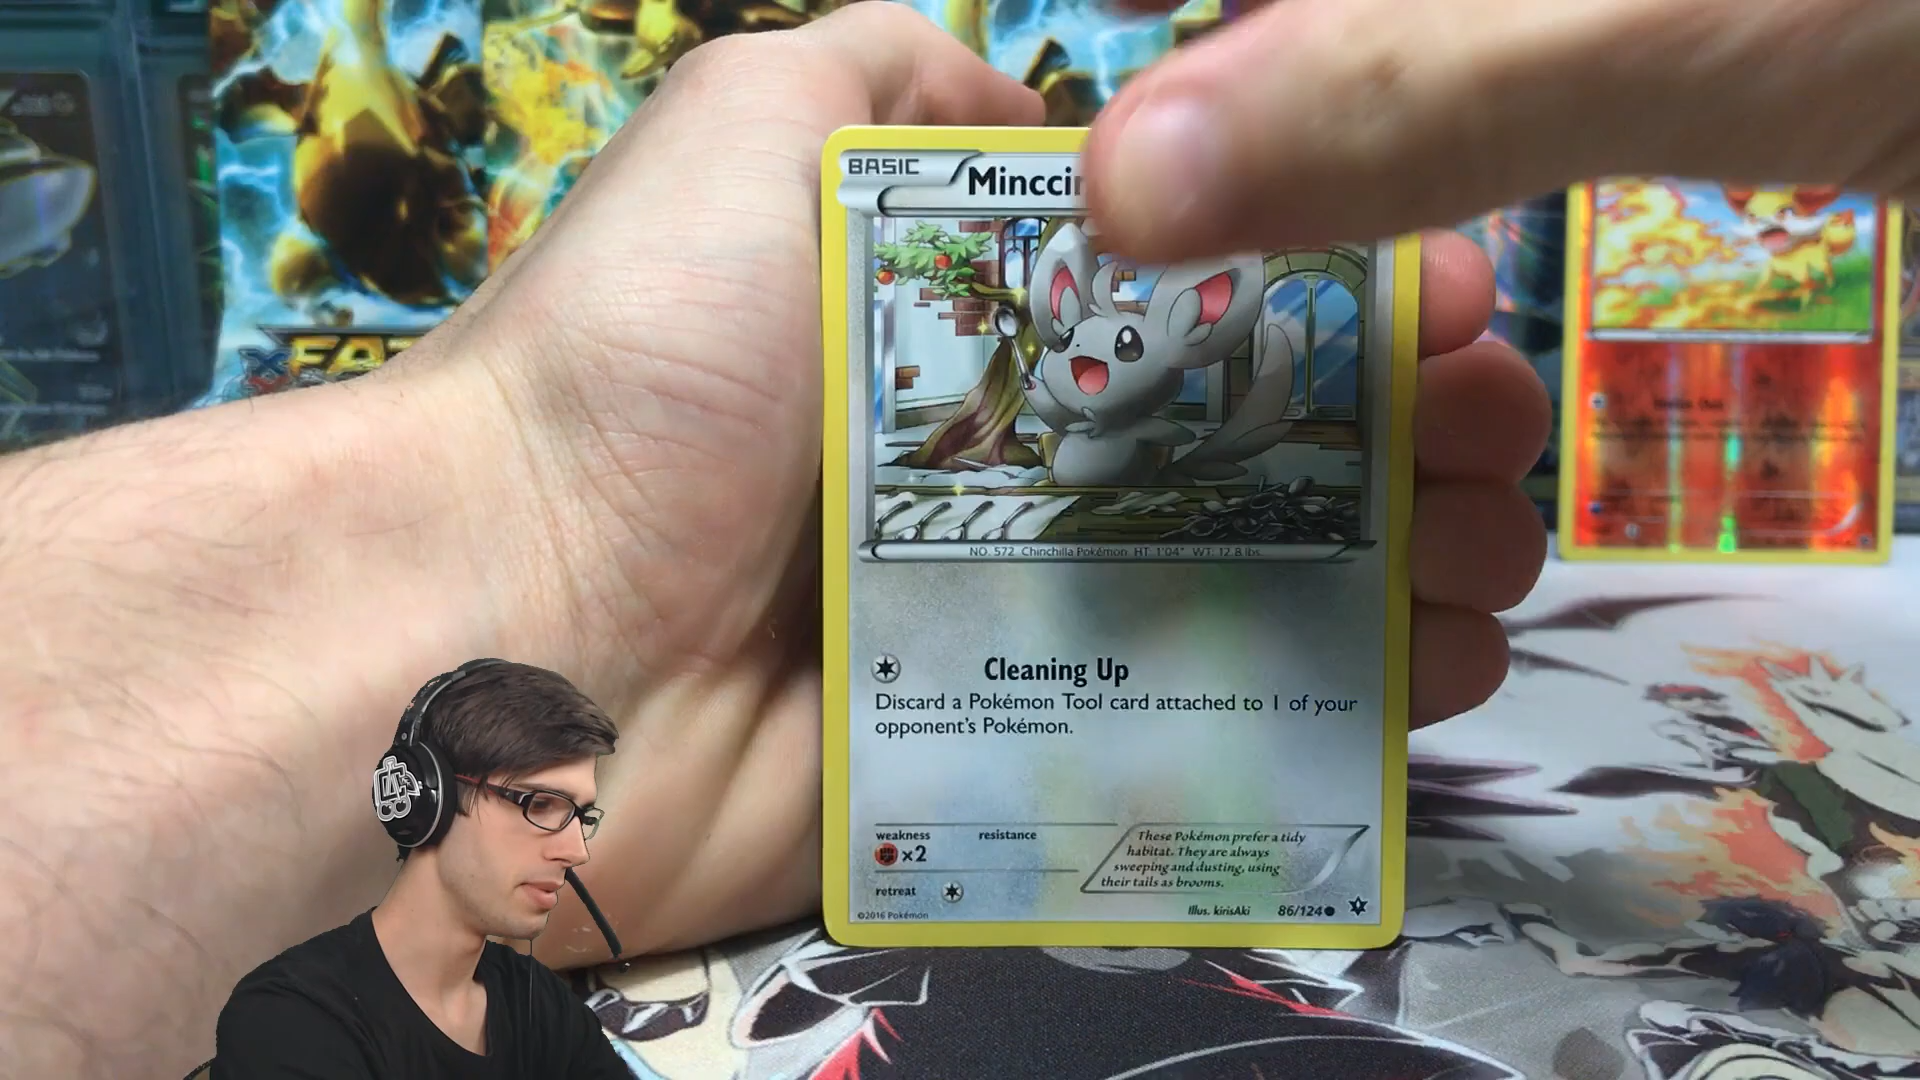 BASIC
Minccin
NO. 572 Chinchilla Pokémon HT: 1'04" WT: 12.8 lbs.
Cleaning Up
Discard a Pokémon Tool card attached to 1 of your
opponent's Pokémon.
weakness
resistance
×2
retreat
These Pokémon prefer a tidy
habitat. They are always
sweeping and dusting, using
their tails as brooms.
©2016 Pokémon
Illus. kirisAki
86/124
XY
FAT